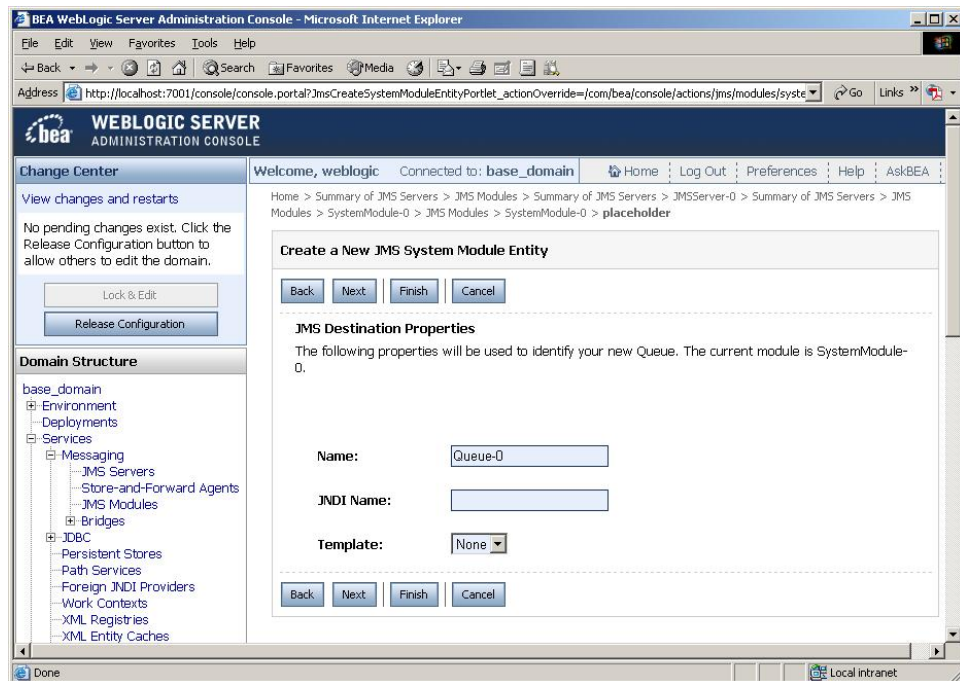 BEA WebLogic Server Administration Console - Microsoft Internet Explorer
File Edit View Favorites Tools Help
Back Search Favorites Media
Address http://localhost:7001/console/console.portal?JmsCreateSystemModuleEntityPortlet_actionOverride=/com/bea/console/actions/jms/modules/syste Go Links »
bea WEBLOGIC SERVER
ADMINISTRATION CONSOLE
Change Center
View changes and restarts
No pending changes exist. Click the
Release Configuration button to
allow others to edit the domain.
Lock & Edit
Release Configuration
Domain Structure
base_domain
Environment
Deployments
Services
Messaging
JMS Servers
Store-and-Forward Agents
JMS Modules
Bridges
JDBC
Persistent Stores
Path Services
Foreign JNDI Providers
Work Contexts
XML Registries
XML Entity Caches
Welcome, weblogic Connected to: base_domain Home Log Out Preferences Help AskBEA
Home > Summary of JMS Servers > JMS Modules > Summary of JMS Servers > JMSServer-0 > Summary of JMS Servers > JMS
Modules > SystemModule-0 > JMS Modules > SystemModule-0 > placeholder
Create a New JMS System Module Entity
Back Next Finish Cancel
JMS Destination Properties
The following properties will be used to identify your new Queue. The current module is SystemModule-
0.
Name: Queue-0
JNDI Name:
Template: None
Back Next Finish Cancel
Done Local intranet